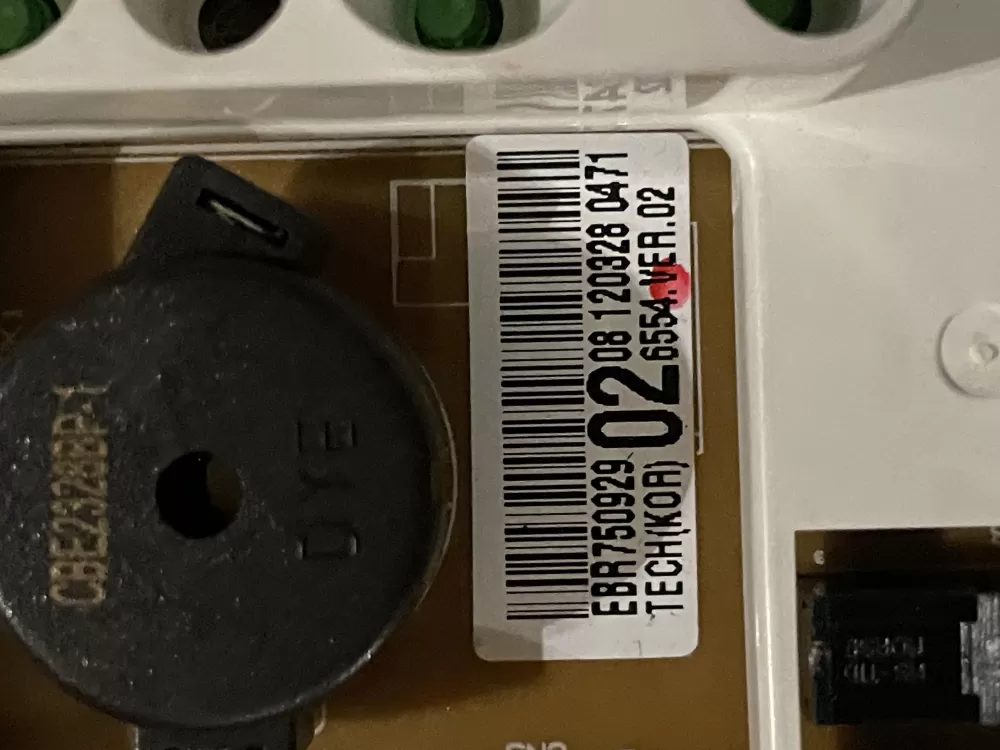 EBR750929 02 08 120328 0471
TECH(KOR) 6554.VER.02
CBE2328BP-1
DYE